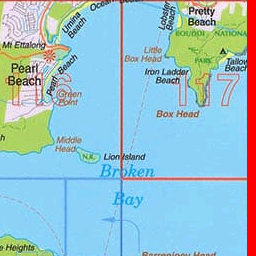 Ocean
Umina
Beach
Lobster
Beach
Pretty
Beach
Mt Ettalong
BOUDDI NATIONAL
PARK
Little
Box Head
Tallow
Beach
Pearl
Beach
Pearl Beach
Iron Ladder
Beach
116
117
Green
Point
Box Head
Middle
Head
N.R.
Lion Island
Broken
Bay
Heights
Barrenjoey Head